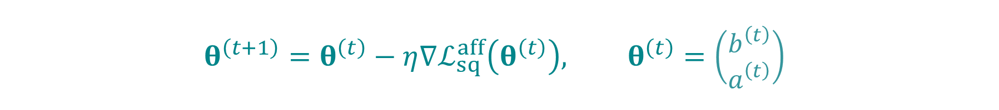 𝛉⁽ᵗ⁺¹⁾ = 𝛉⁽ᵗ⁾ − η∇ℒ_sq^aff(𝛉⁽ᵗ⁾), 𝛉⁽ᵗ⁾ = (b⁽ᵗ⁾ a⁽ᵗ⁾)